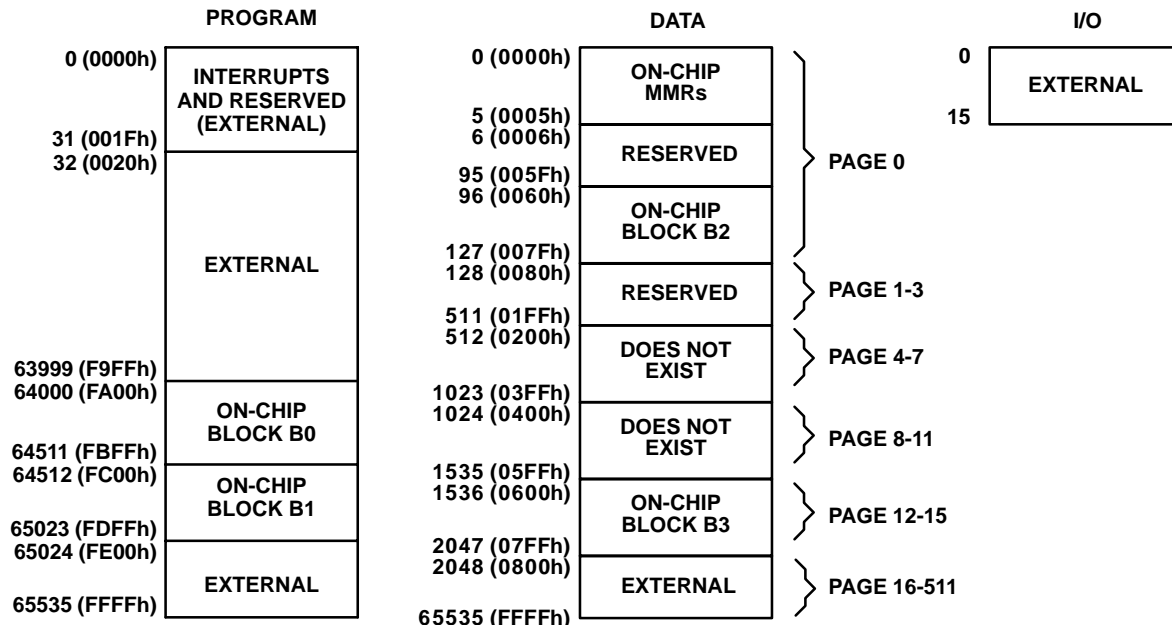 PROGRAM
0 (0000h)
INTERRUPTS
AND RESERVED
(EXTERNAL)
31 (001Fh)
32 (0020h)
EXTERNAL
63999 (F9FFh)
64000 (FA00h)
ON-CHIP
BLOCK B0
64511 (FBFFh)
64512 (FC00h)
ON-CHIP
BLOCK B1
65023 (FDFFh)
65024 (FE00h)
EXTERNAL
65535 (FFFFh)
DATA
0 (0000h)
ON-CHIP
MMRs
5 (0005h)
6 (0006h)
RESERVED
95 (005Fh)
96 (0060h)
ON-CHIP
BLOCK B2
127 (007Fh)
PAGE 0
128 (0080h)
RESERVED
PAGE 1-3
511 (01FFh)
512 (0200h)
DOES NOT
EXIST
PAGE 4-7
1023 (03FFh)
1024 (0400h)
DOES NOT
EXIST
PAGE 8-11
1535 (05FFh)
1536 (0600h)
ON-CHIP
BLOCK B3
PAGE 12-15
2047 (07FFh)
2048 (0800h)
EXTERNAL
PAGE 16-511
65535 (FFFFh)
I/O
0
EXTERNAL
15